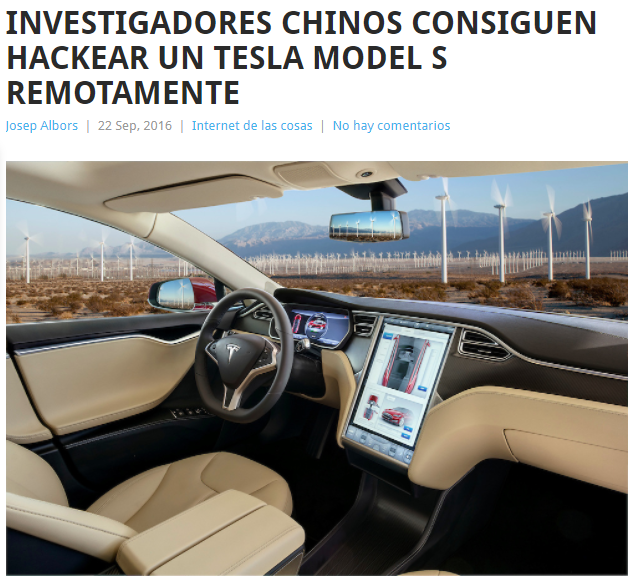 INVESTIGADORES CHINOS CONSIGUEN
HACKEAR UN TESLA MODEL S
REMOTAMENTE
Josep Albors | 22 Sep, 2016 | Internet de las cosas | No hay comentarios